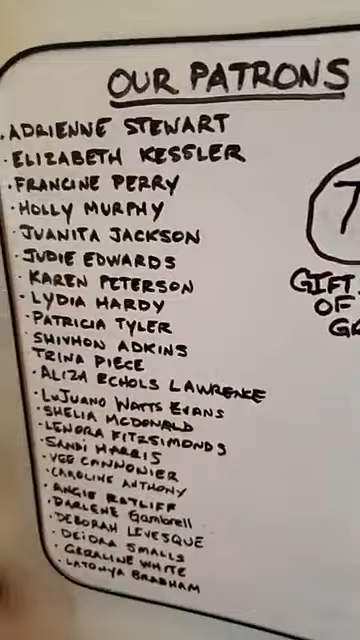 OUR PATRONS
• ADRIENNE STEWART
• ELIZABETH KESSLER
• FRANCINE PERRY
• HOLLY MURPHY
• JUANITA JACKSON
• JUDIE EDWARDS
• KAREN PETERSON
• LYDIA HARDY
• PATRICIA TYLER
• SHIVHON ADKINS
TRINA PIECE
• ALIZA ECHOLS LAWRENCE
• LUJUANO WATTS EVANS
• SHELIA MCDONALD
• LENORA FITZSIMONDS
• SANDI HARRIS
• VEE CANNONIER
• CAROLINE ANTHONY
• ANGIE RATLIFF
• DARLENE Gambrell
• DEBORAH LEVESQUE
• DEIDRA SMALLS
• GERALINE WHITE
• LATONYA BRABHAM
T
GIFT
OF